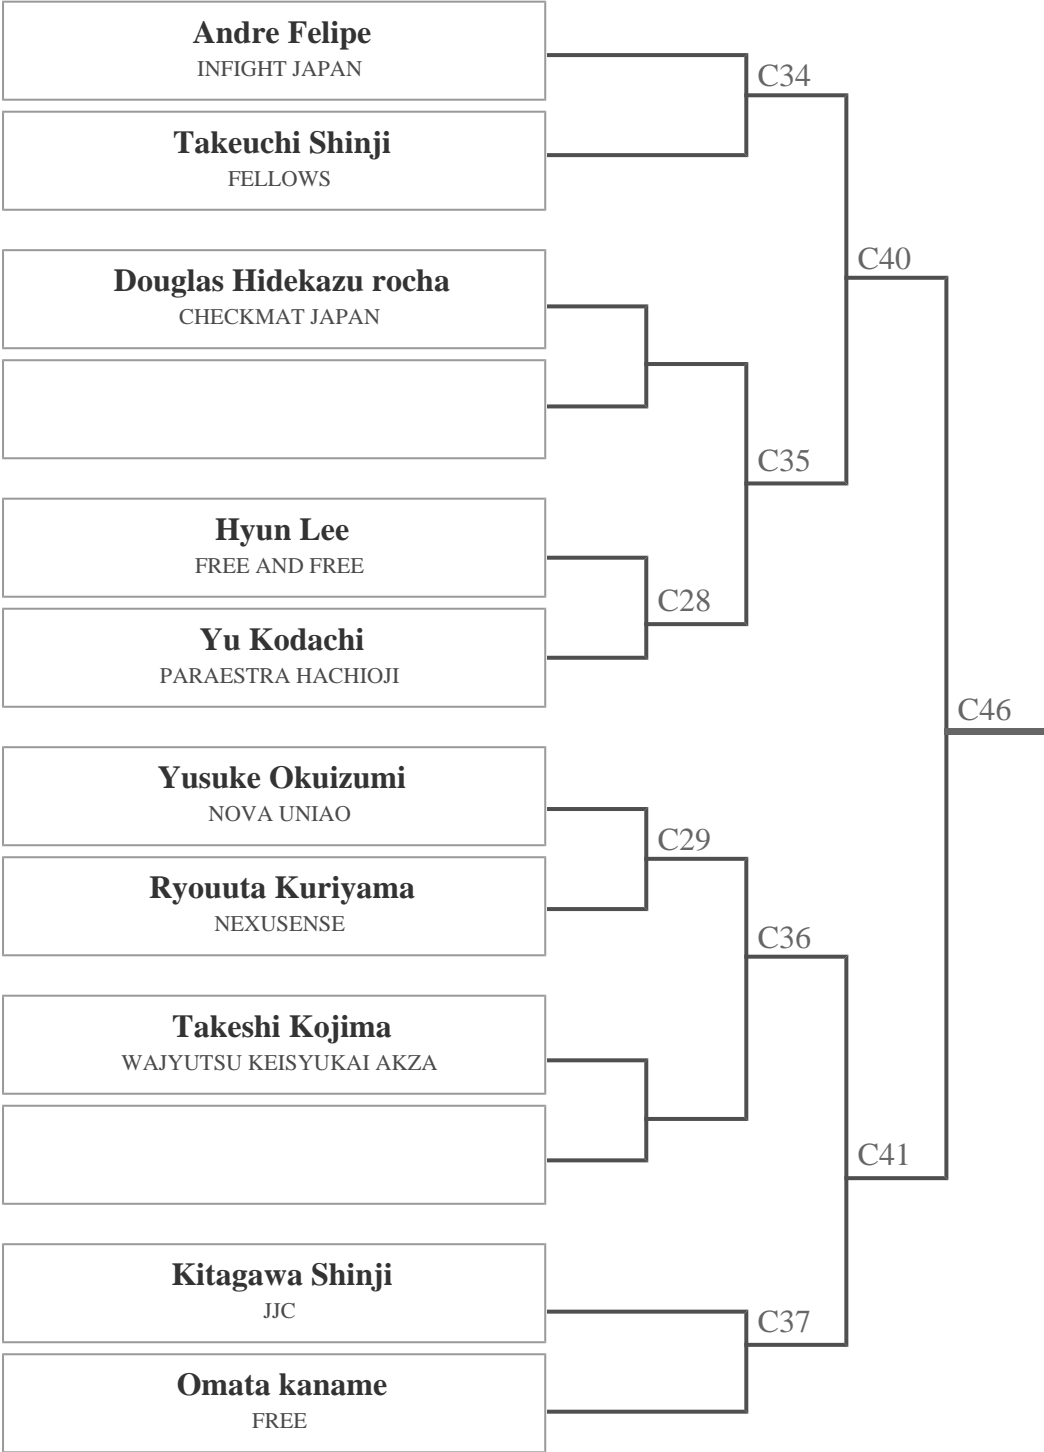 Andre Felipe
INFIGHT JAPAN
C34
Takeuchi Shinji
FELLOWS
C40
Douglas Hidekazu rocha
CHECKMAT JAPAN
C35
Hyun Lee
FREE AND FREE
C28
Yu Kodachi
PARAESTRA HACHIOJI
C46
Yusuke Okuizumi
NOVA UNIAO
C29
Ryouuta Kuriyama
NEXUSENSE
C36
Takeshi Kojima
WAJYUTSU KEISYUKAI AKZA
C41
Kitagawa Shinji
JJC
C37
Omata kaname
FREE